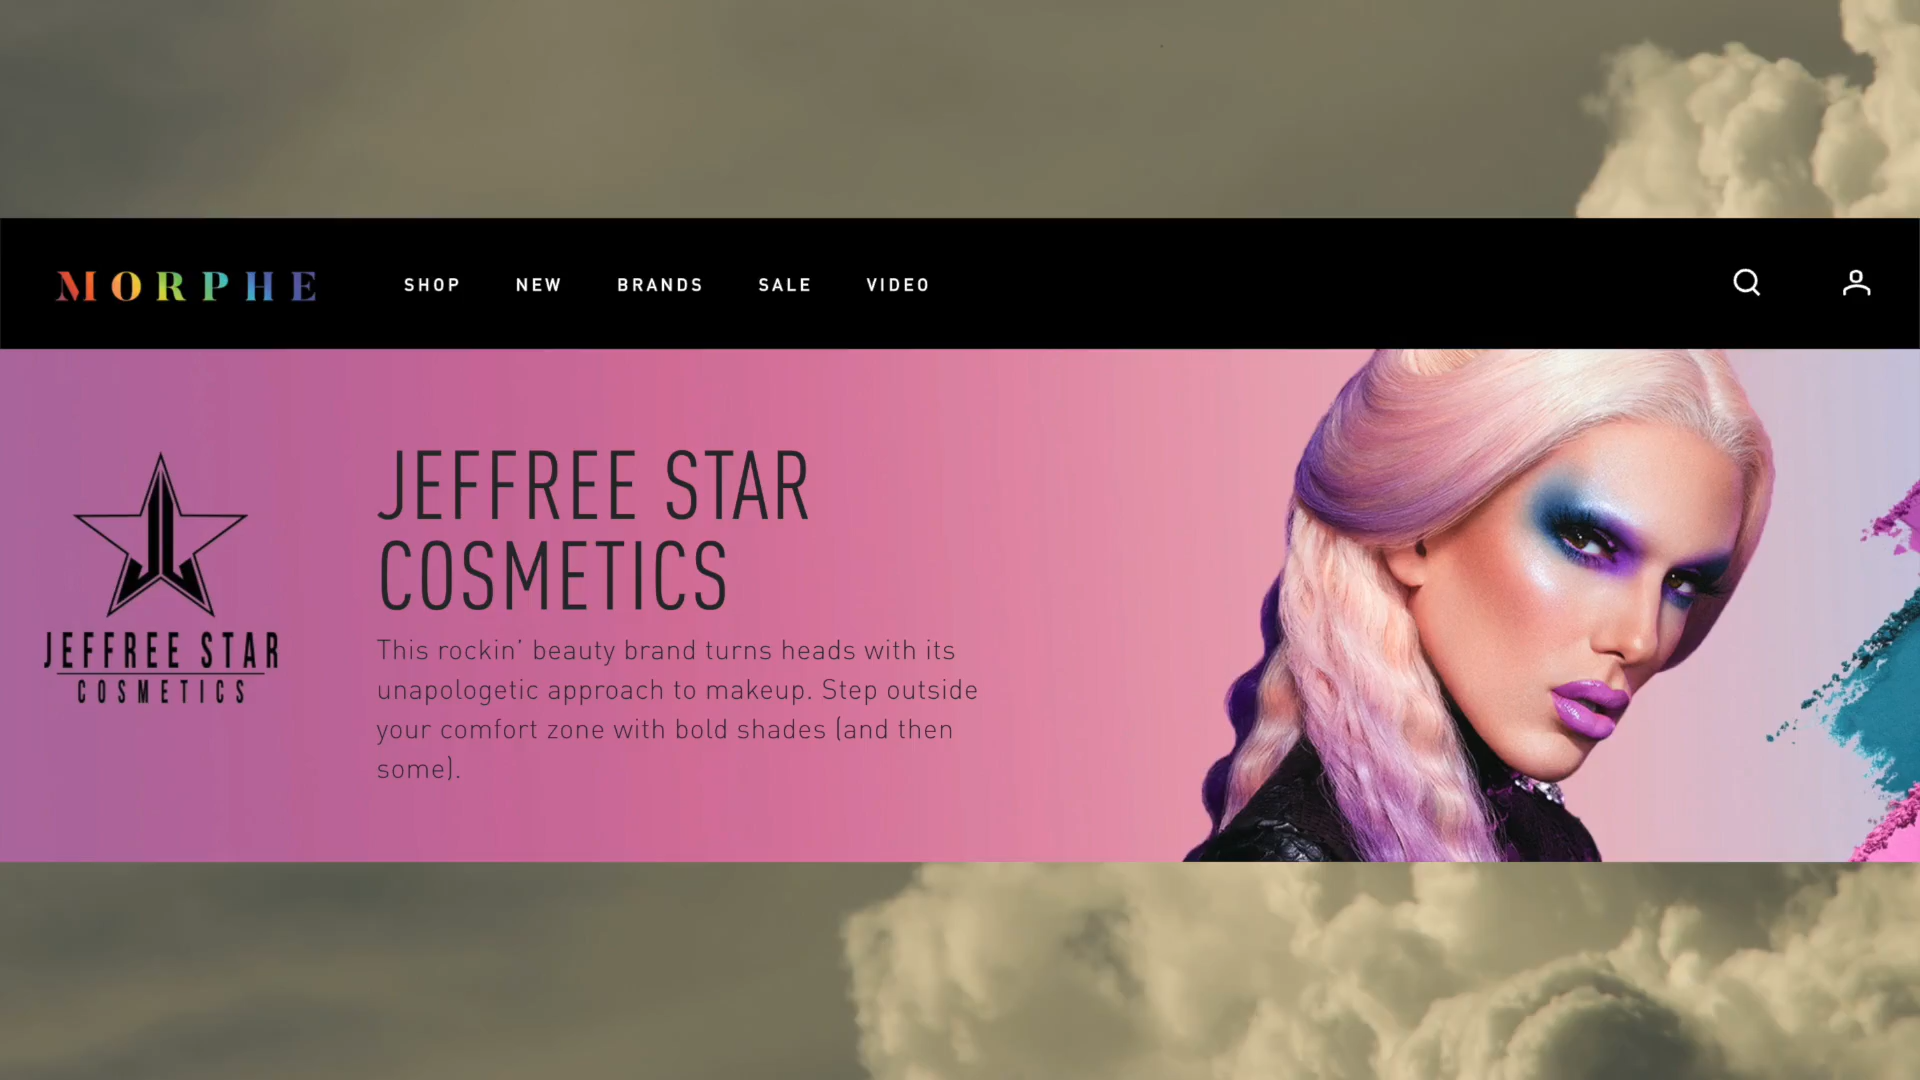 MORPHE SHOP NEW BRANDS SALE VIDEO
JEFFREE STAR
COSMETICS
JEFFREE STAR
COSMETICS
This rockin' beauty brand turns heads with its
unapologetic approach to makeup. Step outside
your comfort zone with bold shades (and then
some).